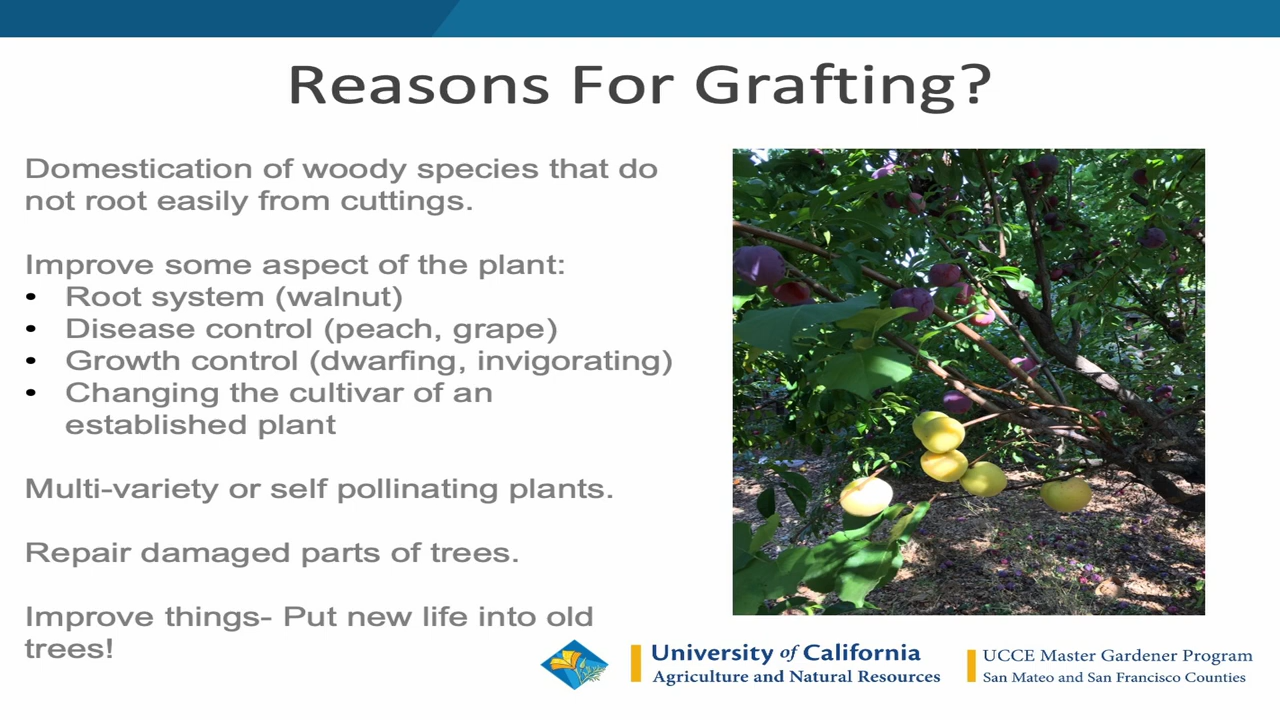 Reasons For Grafting?
Domestication of woody species that do
not root easily from cuttings.
Improve some aspect of the plant:
• Root system (walnut)
• Disease control (peach, grape)
• Growth control (dwarfing, invigorating)
• Changing the cultivar of an
established plant
Multi-variety or self pollinating plants.
Repair damaged parts of trees.
Improve things- Put new life into old
trees!
University of California
Agriculture and Natural Resources
UCCE Master Gardener Program
San Mateo and San Francisco Counties